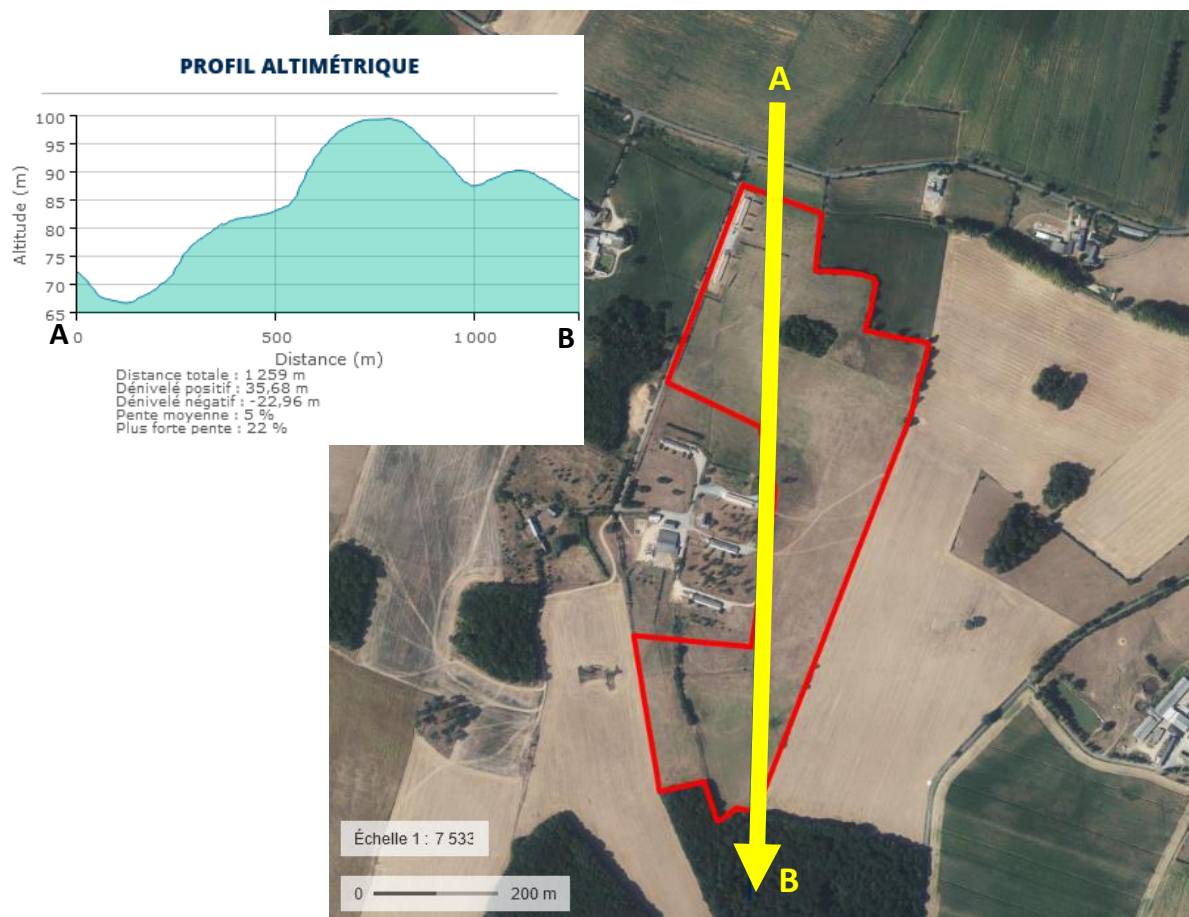 PROFIL ALTIMÉTRIQUE
Altitude (m)
100
95
90
85
80
75
70
65
A
0
500
1 000
B
Distance (m)
Distance totale : 1 259 m
Dénivelé positif : 35,68 m
Dénivelé négatif : -22,96 m
Pente moyenne : 5 %
Plus forte pente : 22 %
A
B
Échelle 1 : 7 533
0 200 m